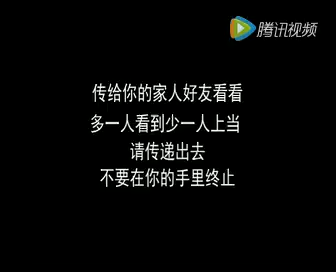 腾讯视频
传给你的家人好友看看
多一人看到少一人上当
请传递出去
不要在你的手里终止